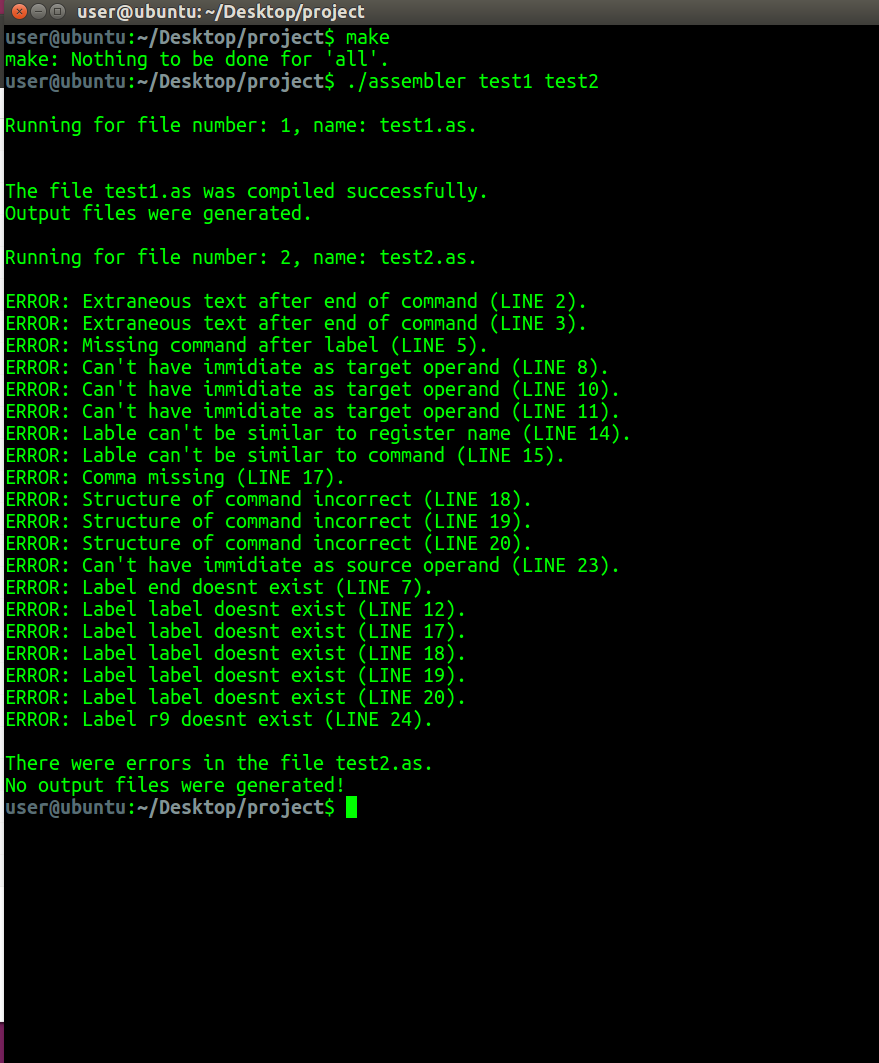 user@ubuntu: ~/Desktop/project
user@ubuntu:~/Desktop/project$ make
make: Nothing to be done for 'all'.
user@ubuntu:~/Desktop/project$ ./assembler test1 test2
Running for file number: 1, name: test1.as.
The file test1.as was compiled successfully.
Output files were generated.
Running for file number: 2, name: test2.as.
ERROR: Extraneous text after end of command (LINE 2).
ERROR: Extraneous text after end of command (LINE 3).
ERROR: Missing command after label (LINE 5).
ERROR: Can't have immidiate as target operand (LINE 8).
ERROR: Can't have immidiate as target operand (LINE 10).
ERROR: Can't have immidiate as target operand (LINE 11).
ERROR: Lable can't be similar to register name (LINE 14).
ERROR: Lable can't be similar to command (LINE 15).
ERROR: Comma missing (LINE 17).
ERROR: Structure of command incorrect (LINE 18).
ERROR: Structure of command incorrect (LINE 19).
ERROR: Structure of command incorrect (LINE 20).
ERROR: Can't have immidiate as source operand (LINE 23).
ERROR: Label end doesnt exist (LINE 7).
ERROR: Label label doesnt exist (LINE 12).
ERROR: Label label doesnt exist (LINE 17).
ERROR: Label label doesnt exist (LINE 18).
ERROR: Label label doesnt exist (LINE 19).
ERROR: Label label doesnt exist (LINE 20).
ERROR: Label r9 doesnt exist (LINE 24).
There were errors in the file test2.as.
No output files were generated!
user@ubuntu:~/Desktop/project$